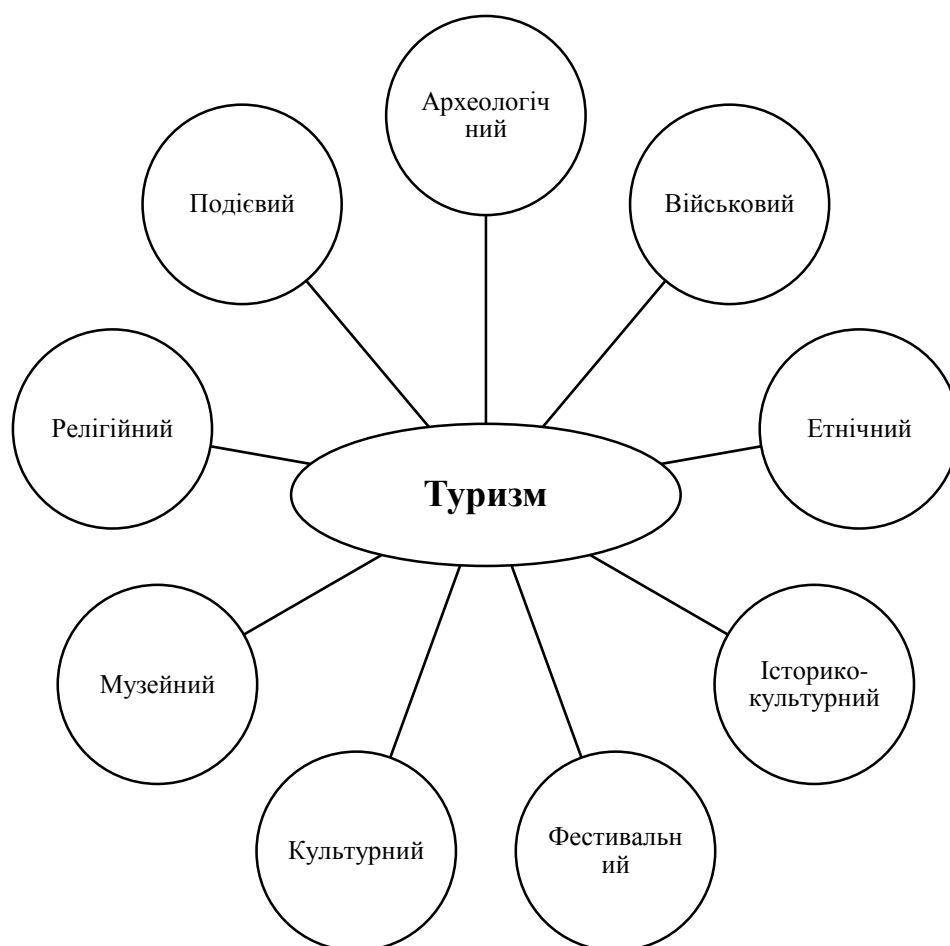 Археологіч
ний
Подієвий
Військовий
Релігійний
Етнічний
Туризм
Музейний
Історико-
культурний
Культурний
Фестивальн
ий